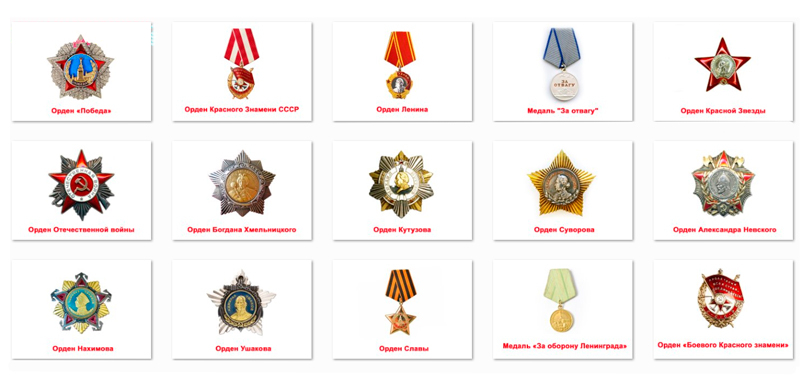 Орден «Победа»
Орден Красного Знамени СССР
Орден Ленина
ЗА
ОТВАГУ
Медаль "За отвагу"
Орден Красной Звезды
Орден Отечественной войны
Орден Богдана Хмельницкого
Орден Кутузова
Орден Суворова
Орден Александра Невского
Орден Нахимова
Орден Ушакова
Орден Славы
Медаль «За оборону Ленинграда»
Орден «Боевого Красного знамени»